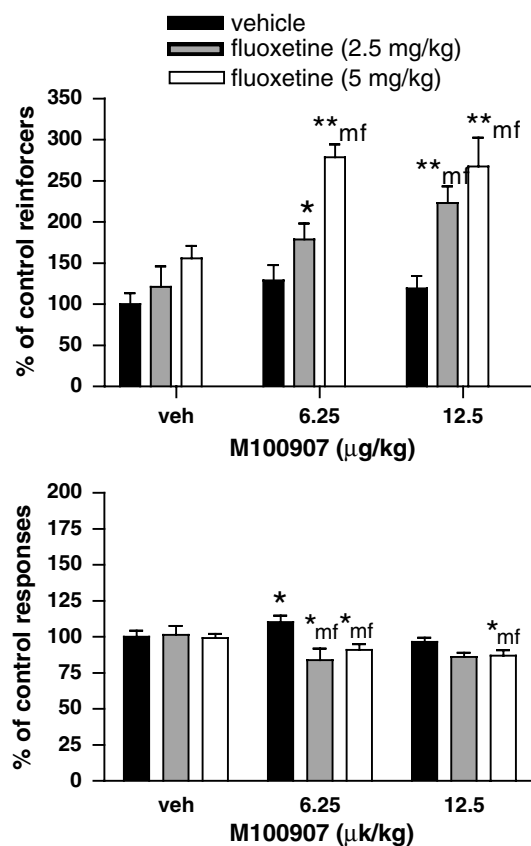 vehicle
fluoxetine (2.5 mg/kg)
fluoxetine (5 mg/kg)
% of control reinforcers
350
300
250
200
150
100
50
0
*
**mf
**mf
**mf
veh
6.25
12.5
M100907 (μg/kg)
% of control responses
200
175
150
125
100
75
50
25
0
*
*mf
*mf
*mf
veh
6.25
12.5
M100907 (μk/kg)